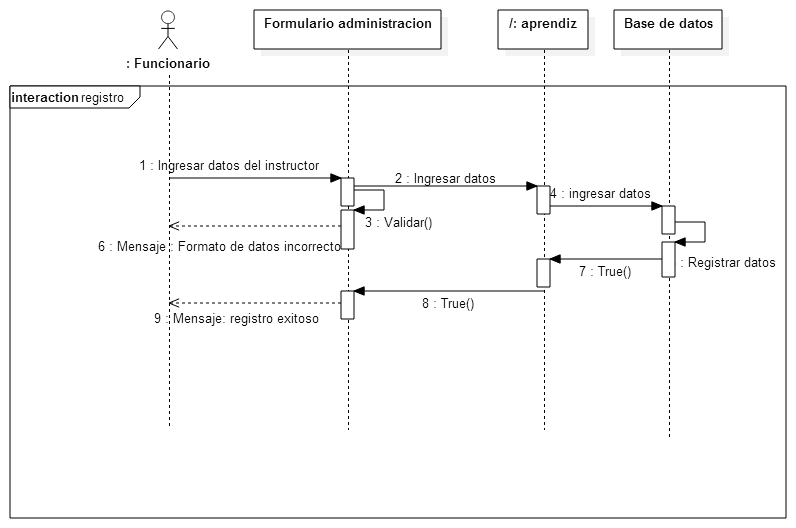 Formulario administracion
/: aprendiz
Base de datos
: Funcionario
interaction registro
1 : Ingresar datos del instructor
2 : Ingresar datos
4 : ingresar datos
3 : Validar()
6 : Mensaje : Formato de datos incorrecto
: Registrar datos
7 : True()
8 : True()
9 : Mensaje: registro exitoso